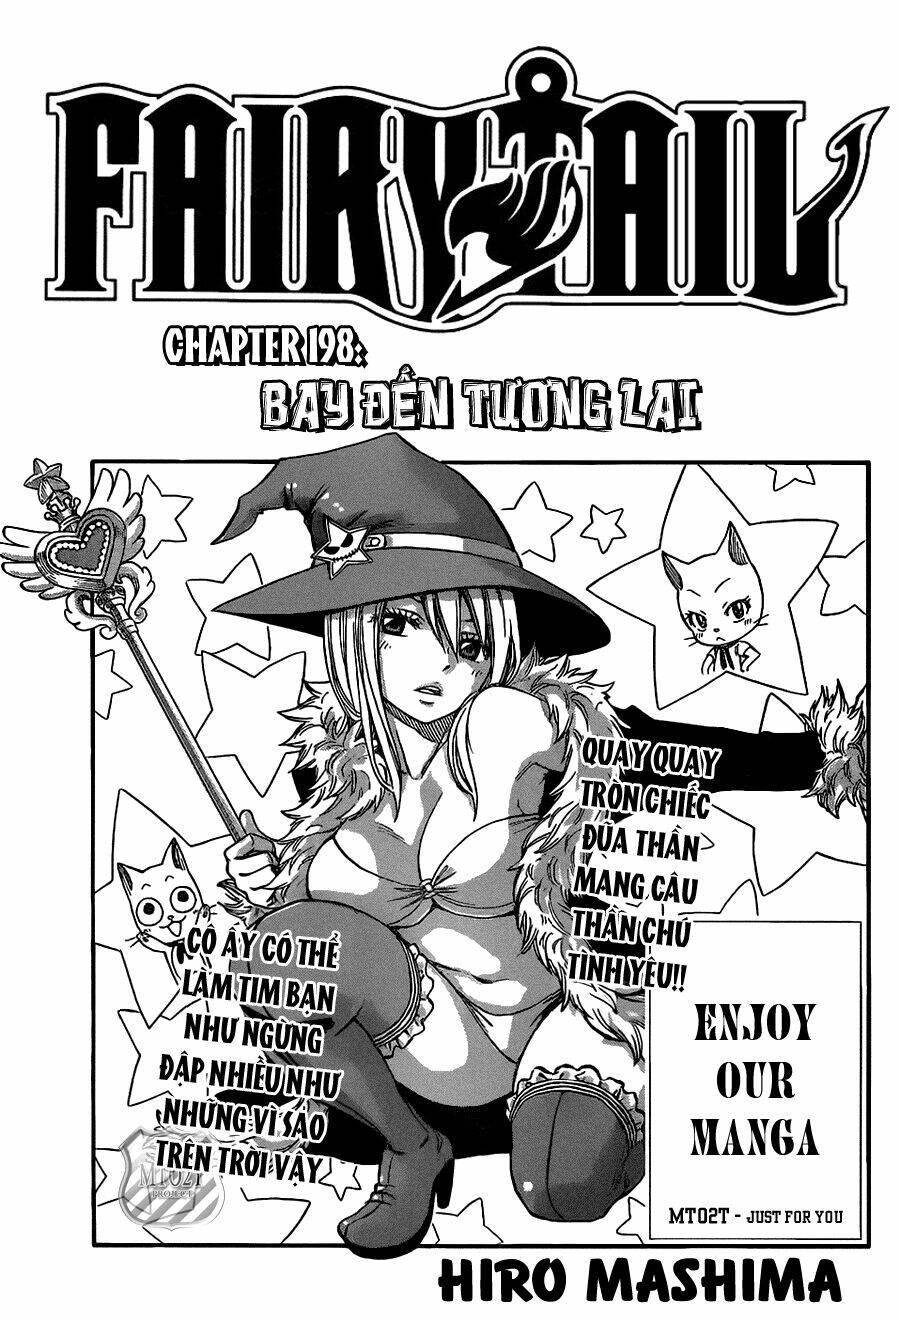 FAIRY TAIL
CHAPTER 198:
BAY ĐẾN TƯƠNG LAI
QUAY QUAY
TRÒN CHIẾC
ĐŨA THẦN
MANG CÂU
THẦN CHÚ
TÌNH YÊU!!
CÔ ẤY CÓ THỂ
LÀM TIM BẠN
NHƯ NGỪNG
ĐẬP NHIỀU NHƯ
NHỮNG VÌ SAO
TRÊN TRỜI VẬY
MT02T
PROJECT
ENJOY
OUR
MANGA
MT02T - JUST FOR YOU
HIRO MASHIMA